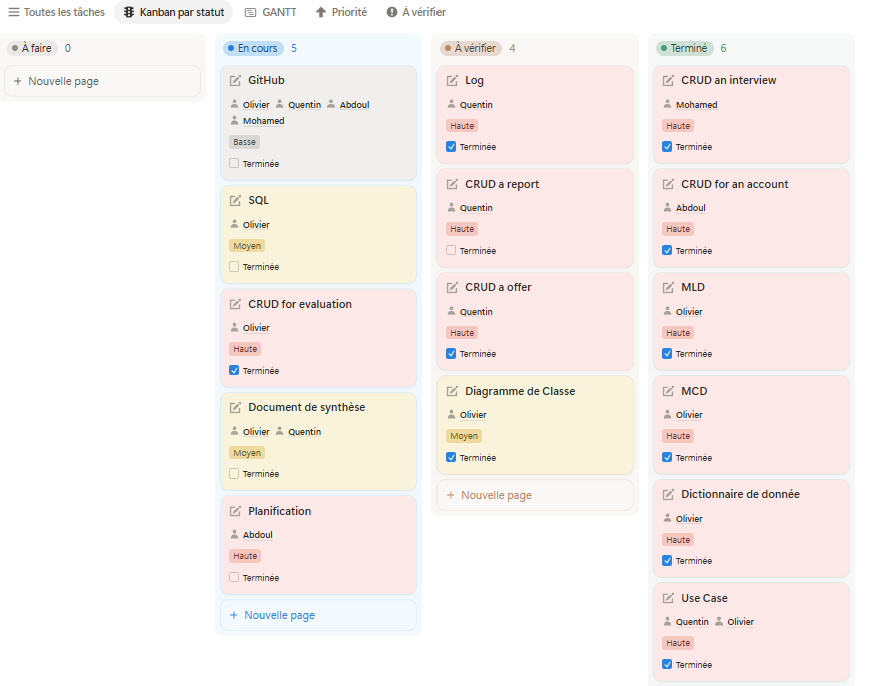 Toutes les tâches Kanban par statut GANTT Priorité À vérifier
À faire 0
+ Nouvelle page
En cours 5
GitHub
Olivier Quentin Abdoul
Mohamed
Basse
Terminée
SQL
Olivier
Moyen
Terminée
CRUD for evaluation
Olivier
Haute
Terminée
Document de synthèse
Olivier Quentin
Moyen
Terminée
Planification
Abdoul
Haute
Terminée
+ Nouvelle page
À vérifier 4
Log
Quentin
Haute
Terminée
CRUD a report
Quentin
Haute
Terminée
CRUD a offer
Quentin
Haute
Terminée
Diagramme de Classe
Olivier
Moyen
Terminée
+ Nouvelle page
Terminé 6
CRUD an interview
Mohamed
Haute
Terminée
CRUD for an account
Abdoul
Haute
Terminée
MLD
Olivier
Haute
Terminée
MCD
Olivier
Haute
Terminée
Dictionnaire de donnée
Olivier
Haute
Terminée
Use Case
Quentin Olivier
Haute
Terminée